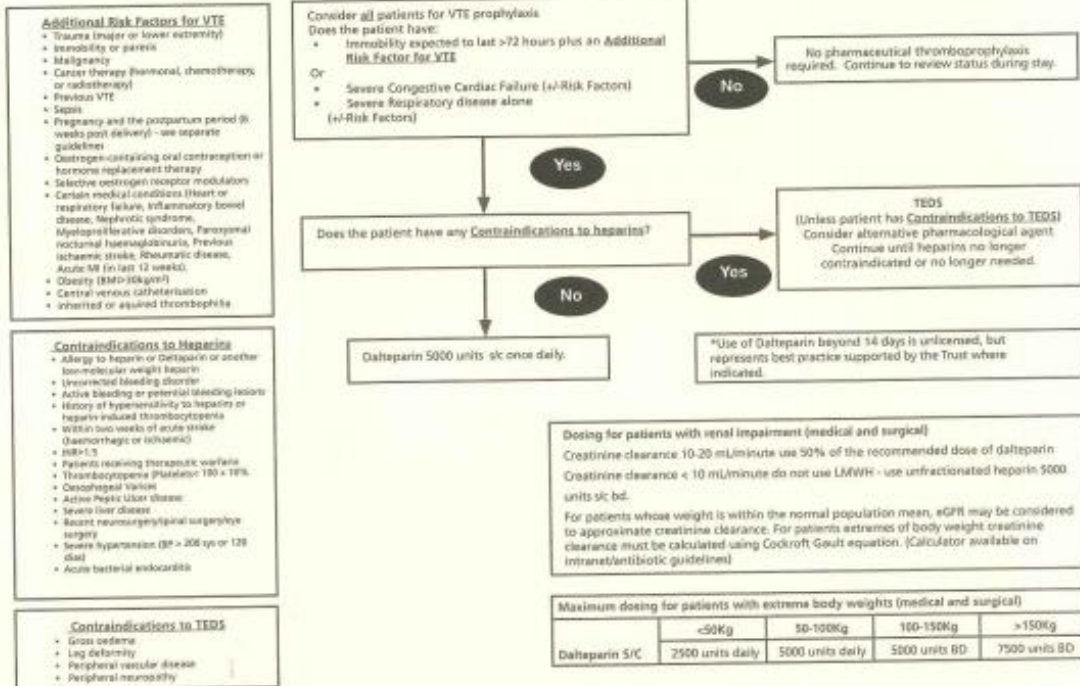 Additional Risk Factors for VTE
• Trauma (major or lower extremity)
• Immobility or paresis
• Malignancy
• Cancer therapy (hormonal, chemotherapy,
or radiotherapy)
• Previous VTE
• Sepsis
• Pregnancy and the postpartum period (6
weeks post delivery) - see separate
guidelines
• Oestrogen-containing oral contraception or
hormone replacement therapy
• Selective oestrogen receptor modulators
• Certain medical conditions (Heart or
respiratory failure, Inflammatory bowel
disease, Nephrotic syndrome,
Myeloproliferative disorders, Paroxysmal
nocturnal haemaglobinuria, Previous
ischaemic stroke, Rheumatic disease,
Acute MI (in last 12 weeks).
• Obesity (BMI>30kg/m²)
• Central venous catheterisation
• Inherited or aquired thrombophilia
Contraindications to Heparins
• Allergy to heparin or Deltaparin or another
low-molecular weight heparin
• Uncorrected bleeding disorder
• Active bleeding or potential bleeding lesions
• History of hypersensitivity to heparins or
heparin induced thrombocytopenia
• Within two weeks of acute stroke
(haemorrhagic or ischaemic)
• INR>1.5
• Patients receiving therapeutic warfarin
• Thrombocytopenia (Platelets< 100 x
• Oesophageal Varices
• Active Peptic Ulcer disease
• Severe liver disease
• Recent neurosurgery/spinal surgery/eye
surgery
• Severe hypertension (BP > 200 sys or 120
dias)
• Acute bacterial endocarditis
Contraindications to TEDS
• Gross oedema
• Leg deformity
• Peripheral vascular disease
• Peripheral neuropathy
Consider all patients for VTE prophylaxis
Does the patient have:
• Immobility expected to last >72 hours plus an Additional
Risk Factor for VTE
Or
• Severe Congestive Cardiac Failure (+/-Risk Factors)
• Severe Respiratory disease alone
(+/-Risk Factors)
No
No pharmaceutical thromboprophylaxis
required. Continue to review status during stay.
Yes
Does the patient have any Contraindications to heparins?
Yes
TEDS
(Unless patient has Contraindications to TEDS)
Consider alternative pharmacological agent
Continue until heparins no longer
contraindicated or no longer needed.
No
Dalteparin 5000 units s/c once daily.
*Use of Dalteparin beyond 14 days is unlicensed, but
represents best practice supported by the Trust where
indicated.
Dosing for patients with renal impairment (medical and surgical)
Creatinine clearance 10-20 mL/minute use 50% of the recommended dose of dalteparin
Creatinine clearance < 10 mL/minute do not use LMWH - use unfractionated heparin 5000
units s/c bd.
For patients whose weight is within the normal population mean, eGFR may be considered
to approximate creatinine clearance. For patients extremes of body weight creatinine
clearance must be calculated using Cockroft Gault equation. (Calculator available on
intranet/antibiotic guidelines)
Maximum dosing for patients with extreme body weights (medical and surgical)
<50Kg 50-100Kg 100-150Kg >150Kg
Dalteparin S/C 2500 units daily 5000 units daily 5000 units BD 7500 units BD